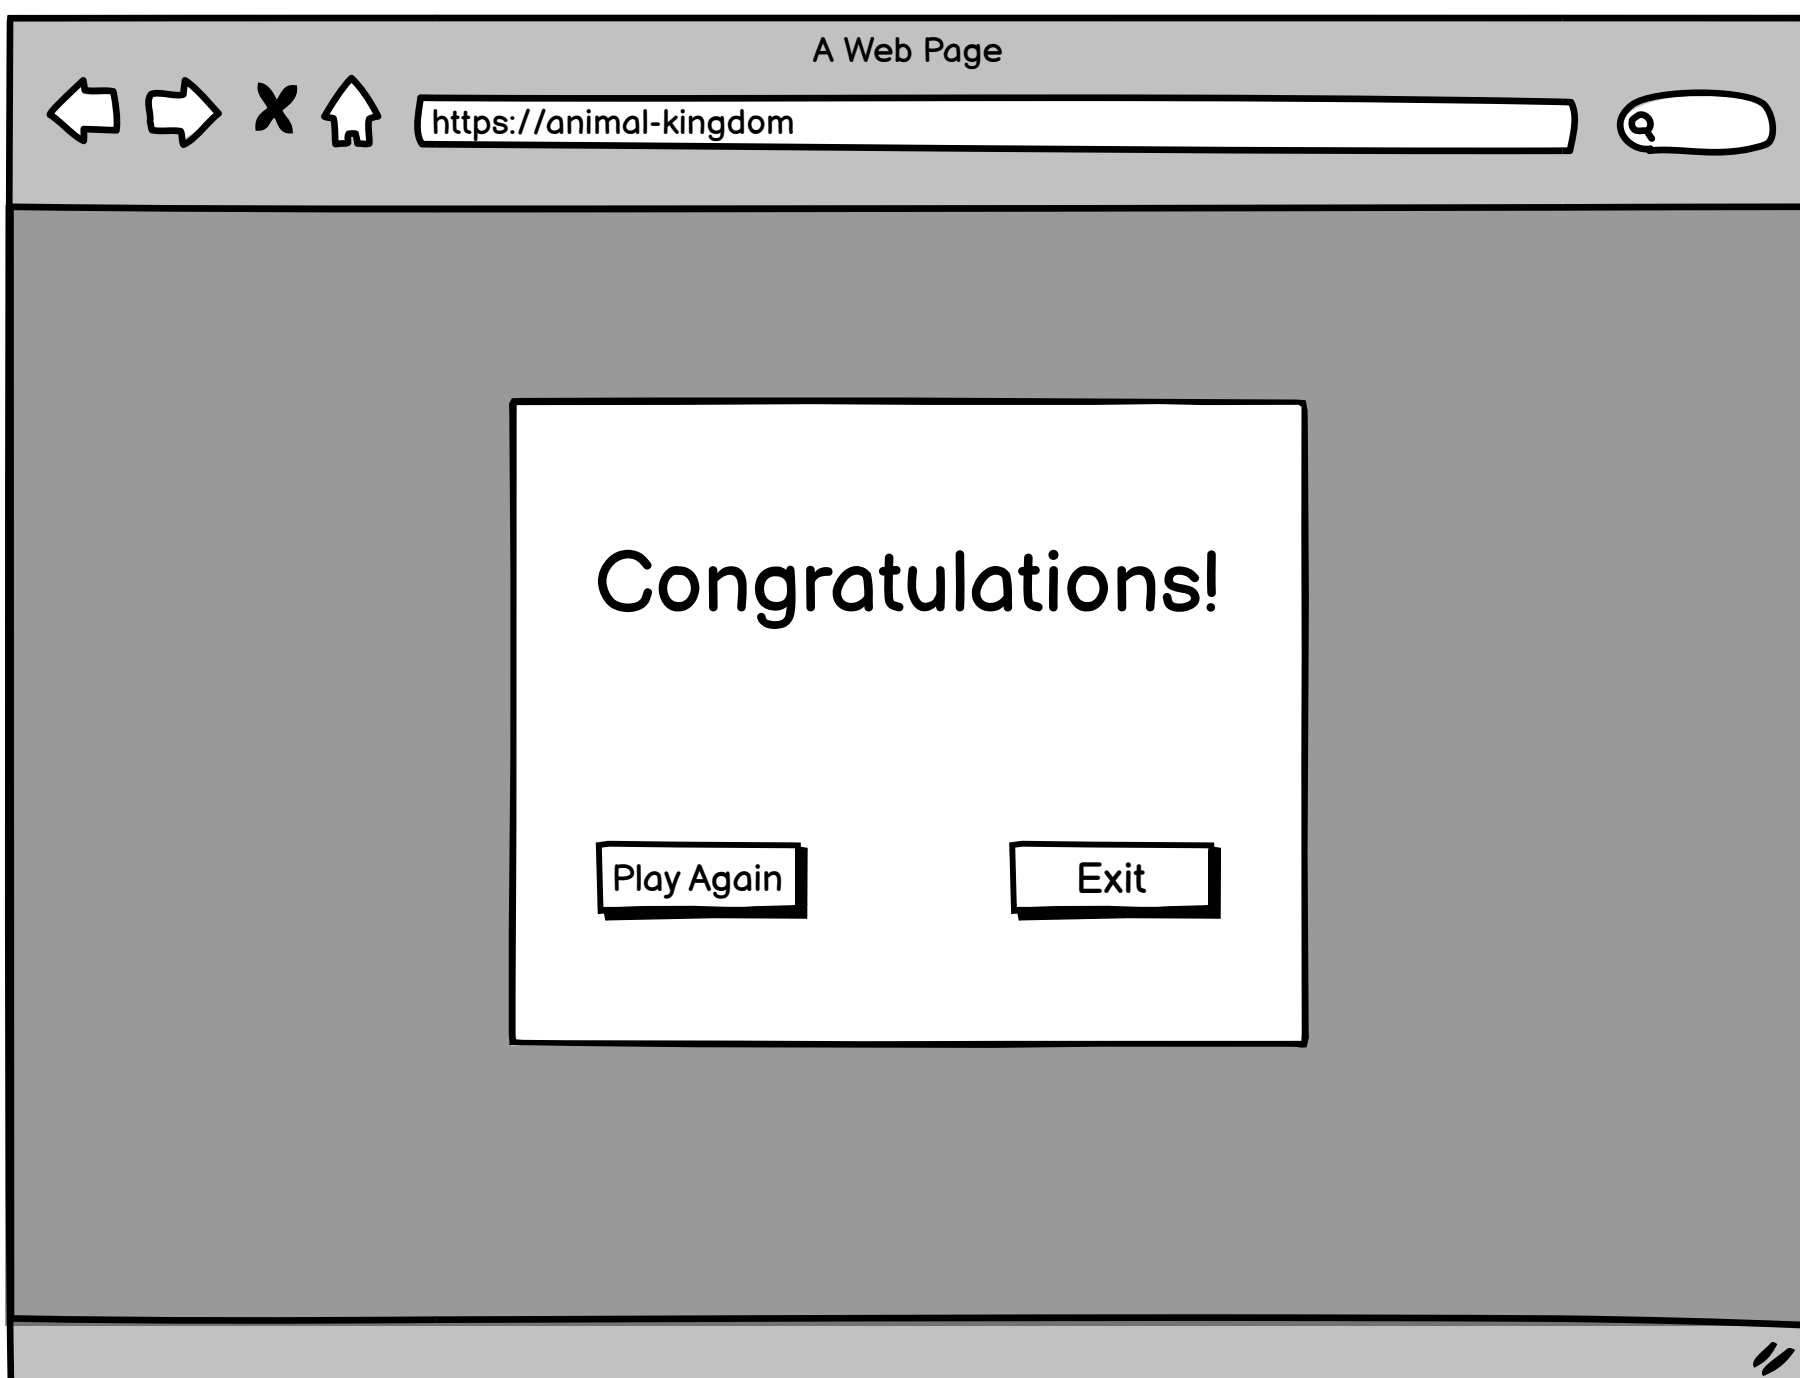 A Web Page
https://animal-kingdom
Congratulations!
Play Again
Exit